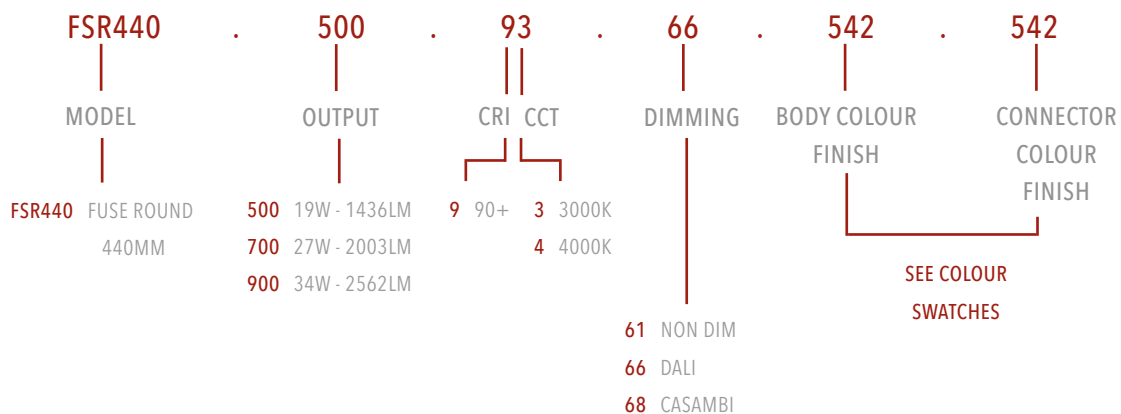 FSR440 . 500 . 93 . 66 . 542 . 542
MODEL OUTPUT CRI CCT DIMMING BODY COLOUR CONNECTOR
FINISH COLOUR
FINISH
FSR440 FUSE ROUND 500 19W - 1436LM 9 90+ 3 3000K
440MM 700 27W - 2003LM 4 4000K
900 34W - 2562LM
SEE COLOUR
SWATCHES
61 NON DIM
66 DALI
68 CASAMBI